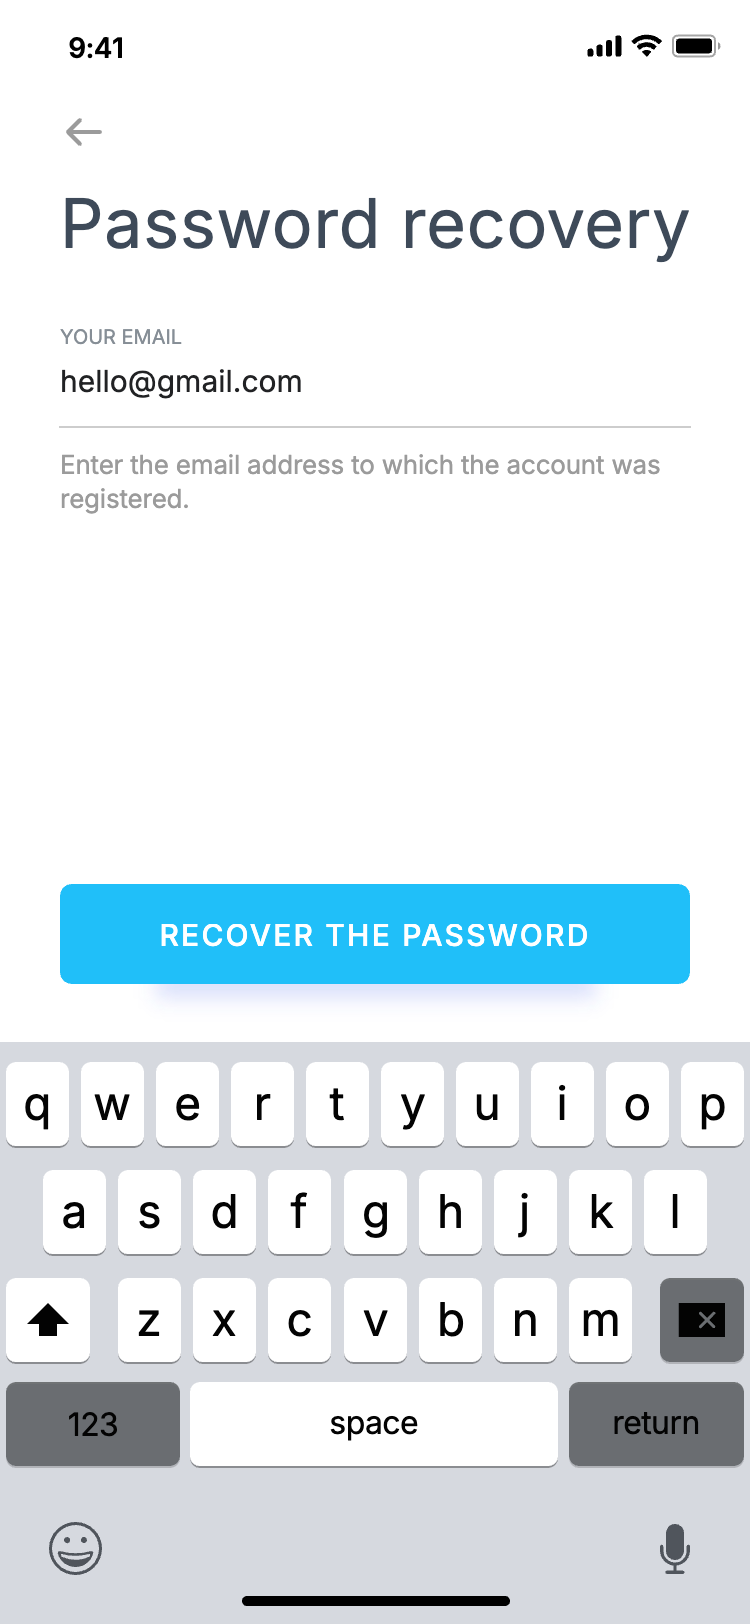 9:41
Password recovery
YOUR EMAIL
hello@gmail.com
Enter the email address to which the account was
registered.
RECOVER THE PASSWORD
q w e r t y u i o p
a s d f g h j k l
z x c v b n m
123 space return